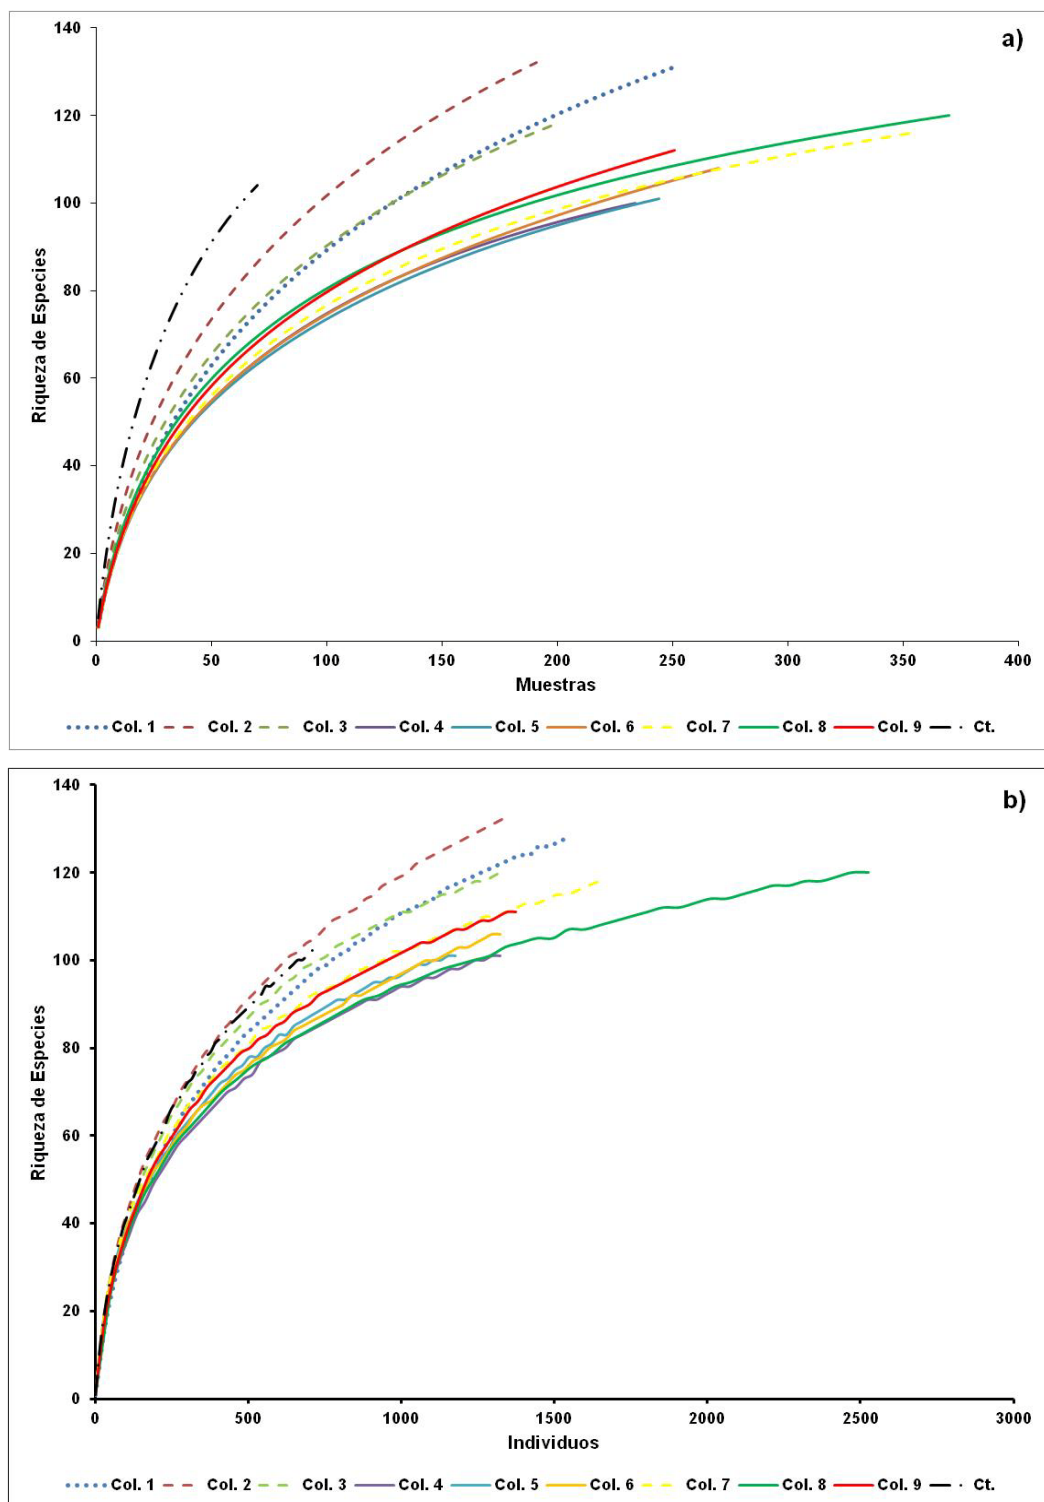 a)
140
120
100
80
60
40
20
0
Riqueza de Especies
0 50 100 150 200 250 300 350 400
Muestras
Col. 1 Col. 2 Col. 3 Col. 4 Col. 5 Col. 6 Col. 7 Col. 8 Col. 9 Ct.
b)
140
120
100
80
60
40
20
0
Riqueza de Especies
0 500 1000 1500 2000 2500 3000
Individuos
Col. 1 Col. 2 Col. 3 Col. 4 Col. 5 Col. 6 Col. 7 Col. 8 Col. 9 Ct.